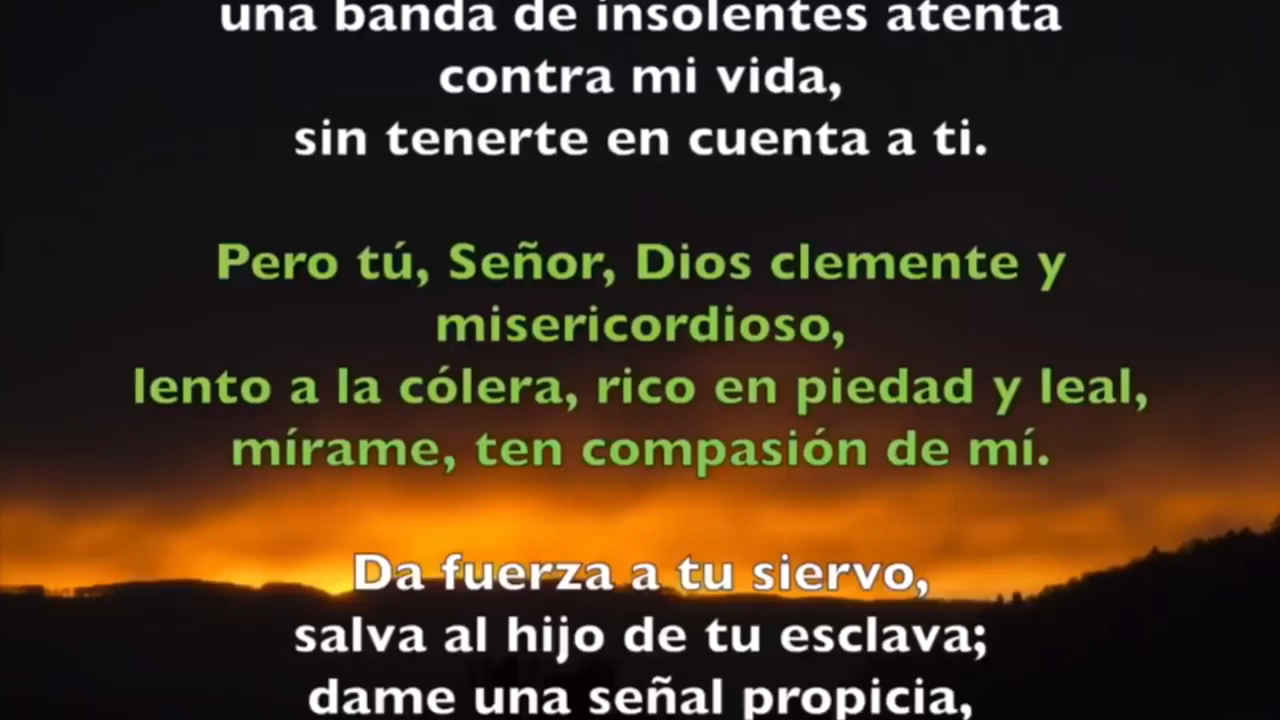 una banda de insolentes atenta
contra mi vida,
sin tenerte en cuenta a ti.
Pero tú, Señor, Dios clemente y
misericordioso,
lento a la cólera, rico en piedad y leal,
mírame, ten compasión de mí.
Da fuerza a tu siervo,
salva al hijo de tu esclava;
dame una señal propicia,